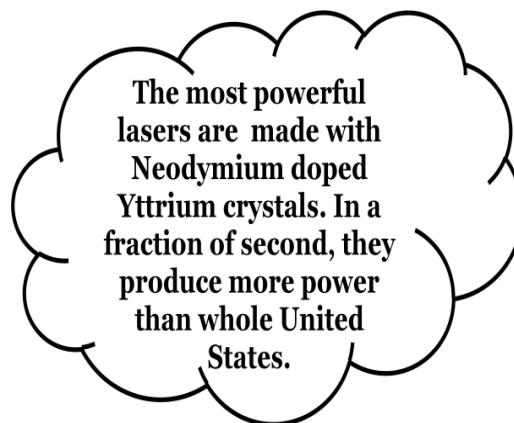 The most powerful
lasers are made with
Neodymium doped
Yttrium crystals. In a
fraction of second, they
produce more power
than whole United
States.